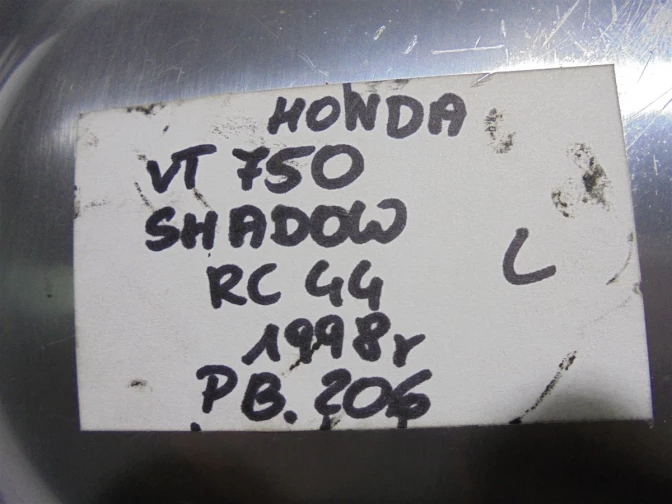 HONDA
VT 750
SHADOW
L
RC 44
1998r
PB. 206